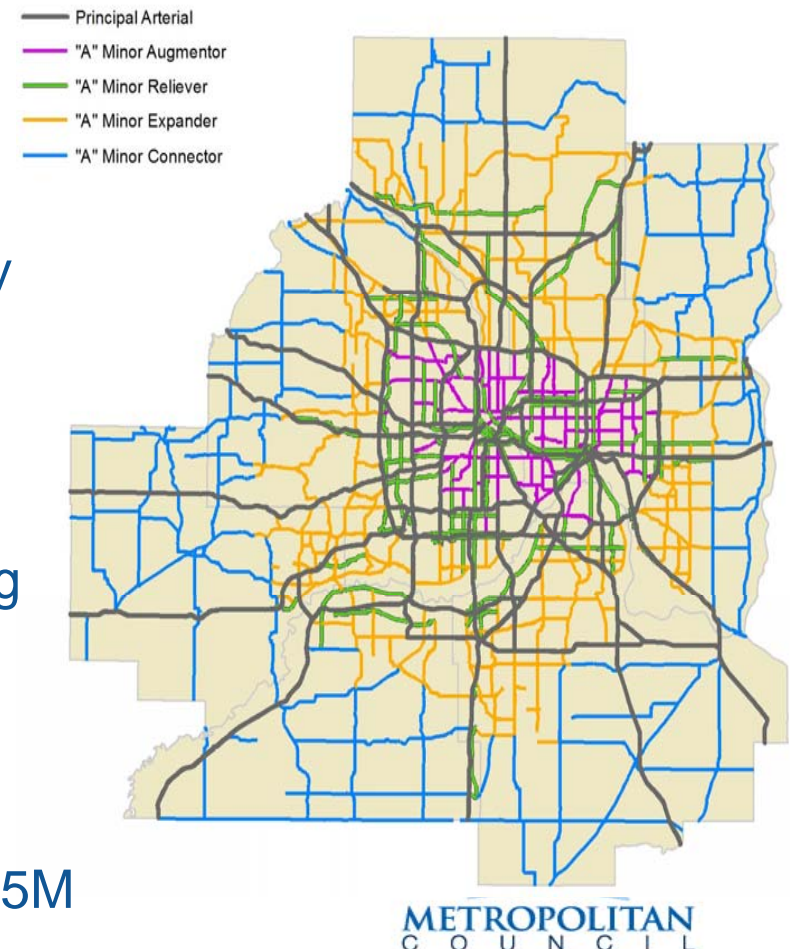 Principal Arterial
"A" Minor Augmentor
"A" Minor Reliever
"A" Minor Expander
"A" Minor Connector
y
g
5M
METROPOLITAN
COUNCIL